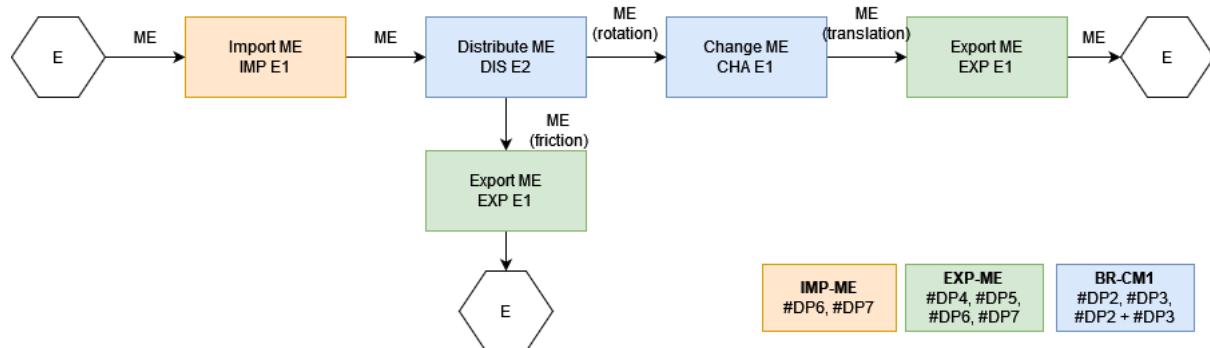 E
ME
Import ME
IMP E1
ME
Distribute ME
DIS E2
ME
(rotation)
Change ME
CHA E1
ME
(translation)
Export ME
EXP E1
ME
E
ME
(friction)
Export ME
EXP E1
E
IMP-ME
#DP6, #DP7
EXP-ME
#DP4, #DP5,
#DP6, #DP7
BR-CM1
#DP2, #DP3,
#DP2 + #DP3